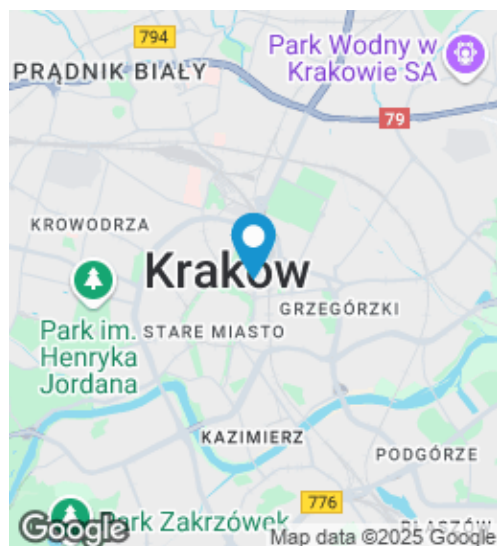 794
Park Wodny w
Krakowie SA
PRĄDNIK BIAŁY
79
KROWODRZA
Kraków
GRZEGÓRZKI
Park im.
Henryka
Jordana
STARE MIASTO
KAZIMIERZ
PODGÓRZE
776
Park Zakrzówek
PŁASZÓW
Google
Map data ©2025 Google